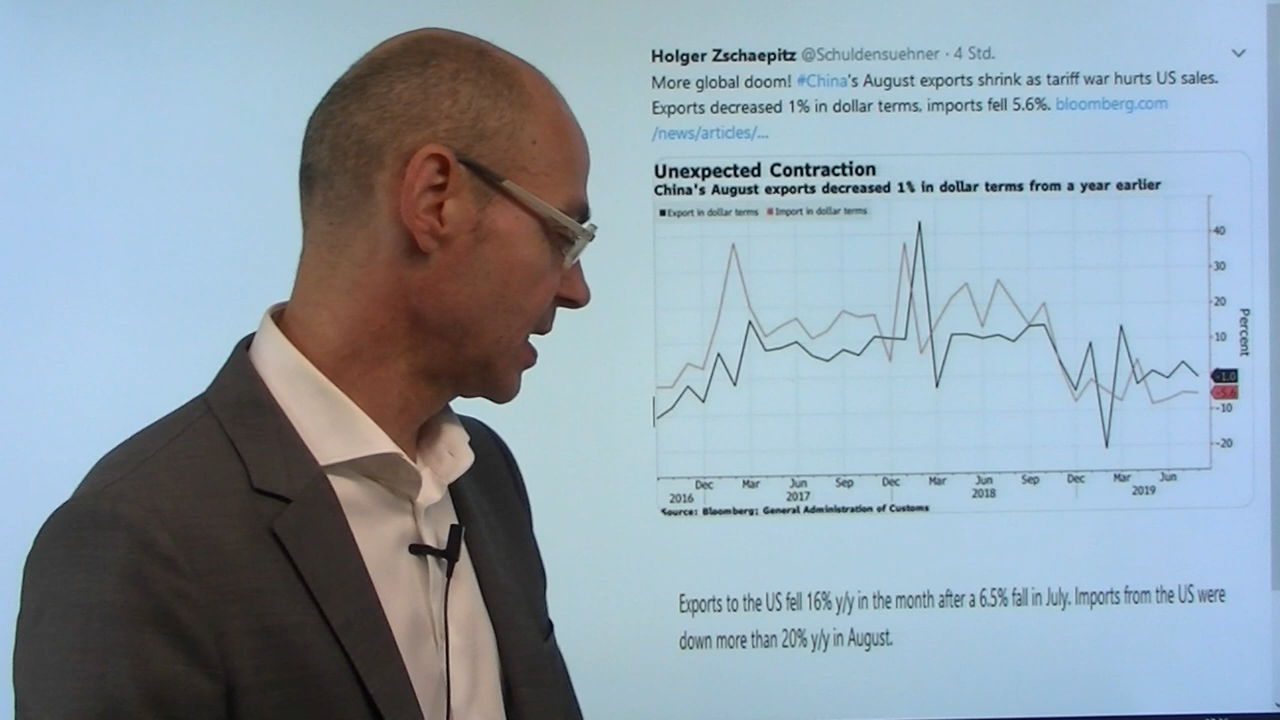 Holger Zschaepitz @Schuldensuehner · 4 Std.
More global doom! #China's August exports shrink as tariff war hurts US sales.
Exports decreased 1% in dollar terms, imports fell 5.6%. bloomberg.com
/news/articles/...
Unexpected Contraction
China's August exports decreased 1% in dollar terms from a year earlier
Export in dollar terms Import in dollar terms
40
30
20
10
-1.0
-5.6
-10
-20
Percent
Dec Mar Jun Sep Dec Mar Jun Sep Dec Mar Jun
2016 2017 2018 2019
Source: Bloomberg; General Administration of Customs
Exports to the US fell 16% y/y in the month after a 6.5% fall in July. Imports from the US were
down more than 20% y/y in August.